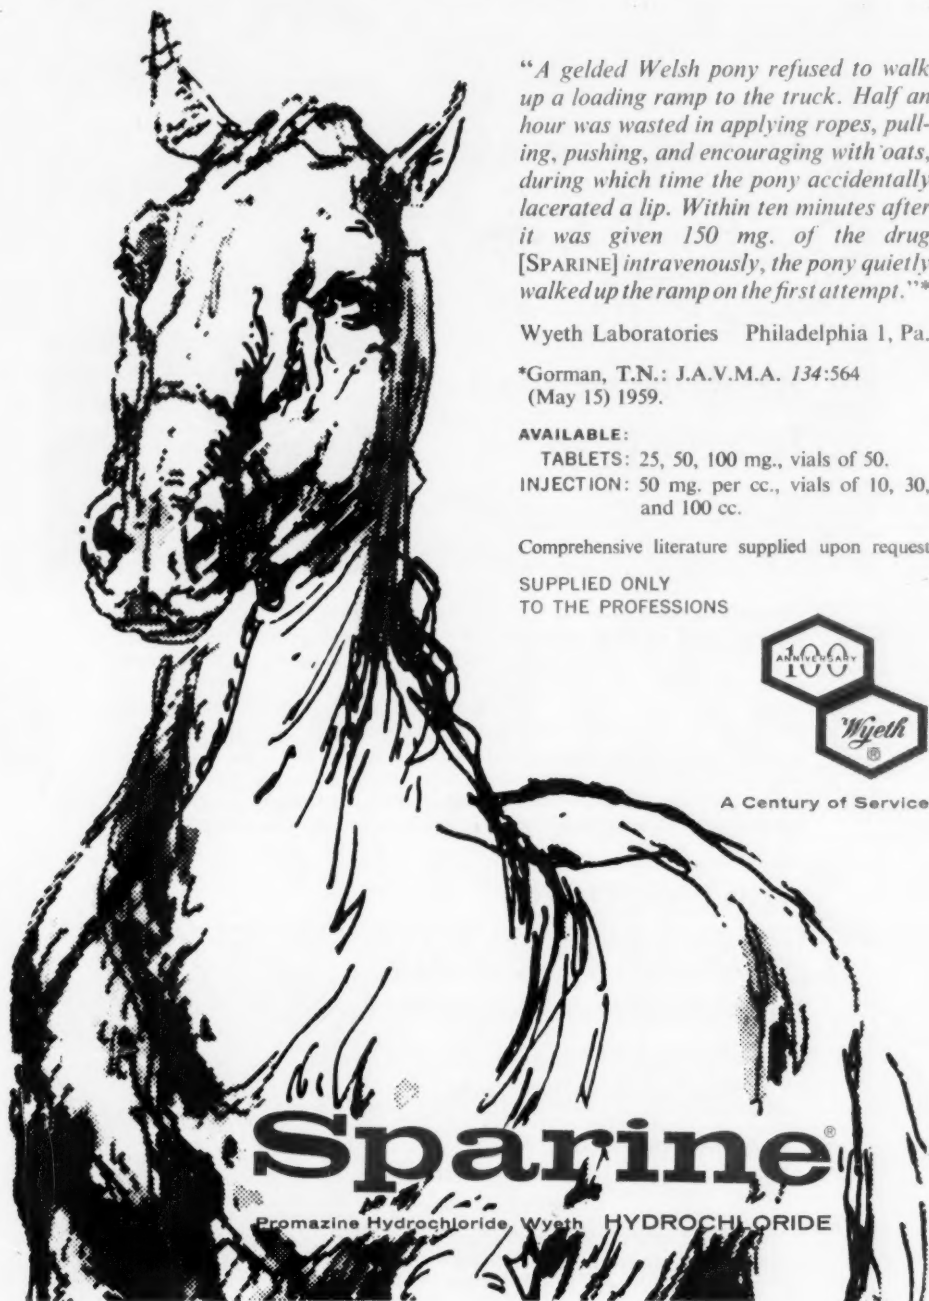 "A gelded Welsh pony refused to walk
up a loading ramp to the truck. Half an
hour was wasted in applying ropes, pull-
ing, pushing, and encouraging with oats,
during which time the pony accidentally
lacerated a lip. Within ten minutes after
it was given 150 mg. of the drug
[SPARINE] intravenously, the pony quietly
walked up the ramp on the first attempt."*
Wyeth Laboratories Philadelphia 1, Pa.
*Gorman, T.N.: J.A.V.M.A. 134:564
(May 15) 1959.
AVAILABLE:
TABLETS: 25, 50, 100 mg., vials of 50.
INJECTION: 50 mg. per cc., vials of 10, 30,
and 100 cc.
Comprehensive literature supplied upon request
SUPPLIED ONLY
TO THE PROFESSIONS
100
ANNIVERSARY
Wyeth
®
A Century of Service
Sparine®
Promazine Hydrochloride, Wyeth HYDROCHLORIDE